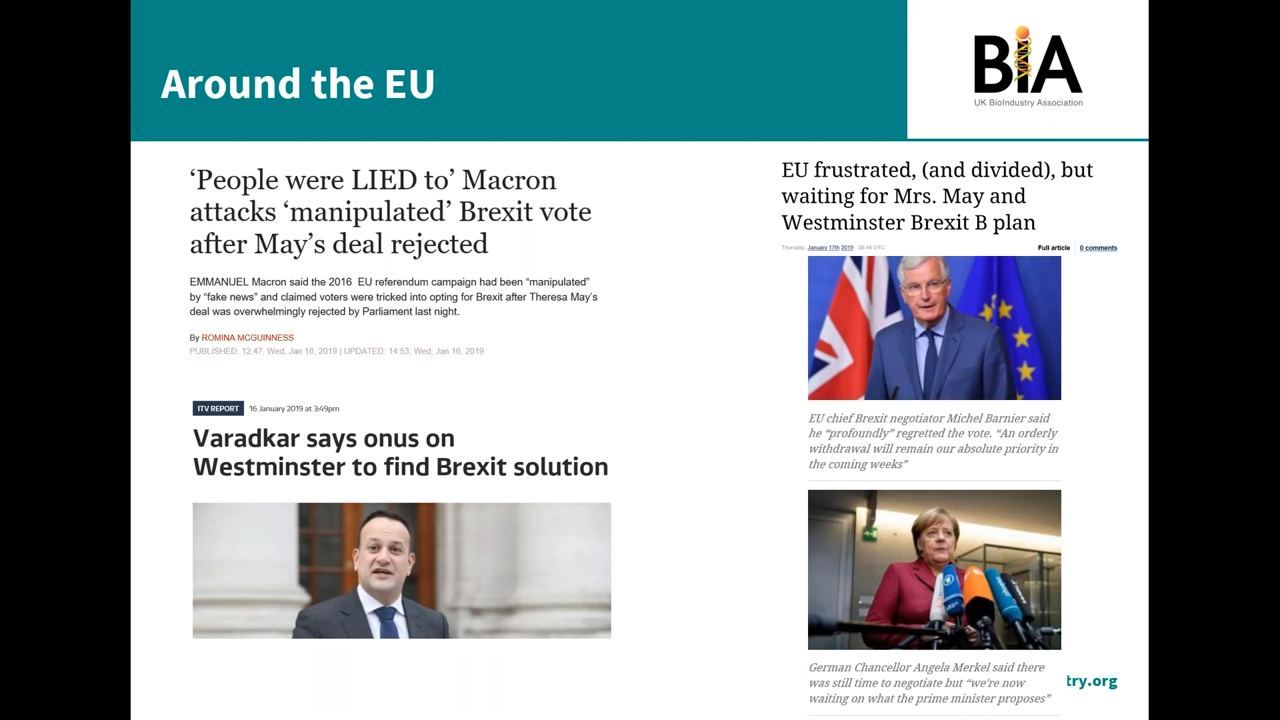 Around the EU
BiA
UK BioIndustry Association
‘People were LIED to’ Macron
attacks ‘manipulated’ Brexit vote
after May’s deal rejected
EMMANUEL Macron said the 2016 EU referendum campaign had been “manipulated”
by “fake news” and claimed voters were tricked into opting for Brexit after Theresa May’s
deal was overwhelmingly rejected by Parliament last night.
By ROMINA MCGUINNESS
PUBLISHED: 12:47, Wed, Jan 16, 2019 | UPDATED: 14:53, Wed, Jan 16, 2019
ITV REPORT 16 January 2019 at 3:49pm
Varadkar says onus on
Westminster to find Brexit solution
EU frustrated, (and divided), but
waiting for Mrs. May and
Westminster Brexit B plan
Thursday, January 17th 2019 - 08:44 UTC
Full article 0 comments
EU chief Brexit negotiator Michel Barnier said
he “profoundly” regretted the vote. “An orderly
withdrawal will remain our absolute priority in
the coming weeks”
German Chancellor Angela Merkel said there
was still time to negotiate but “we’re now
waiting on what the prime minister proposes”
try.org